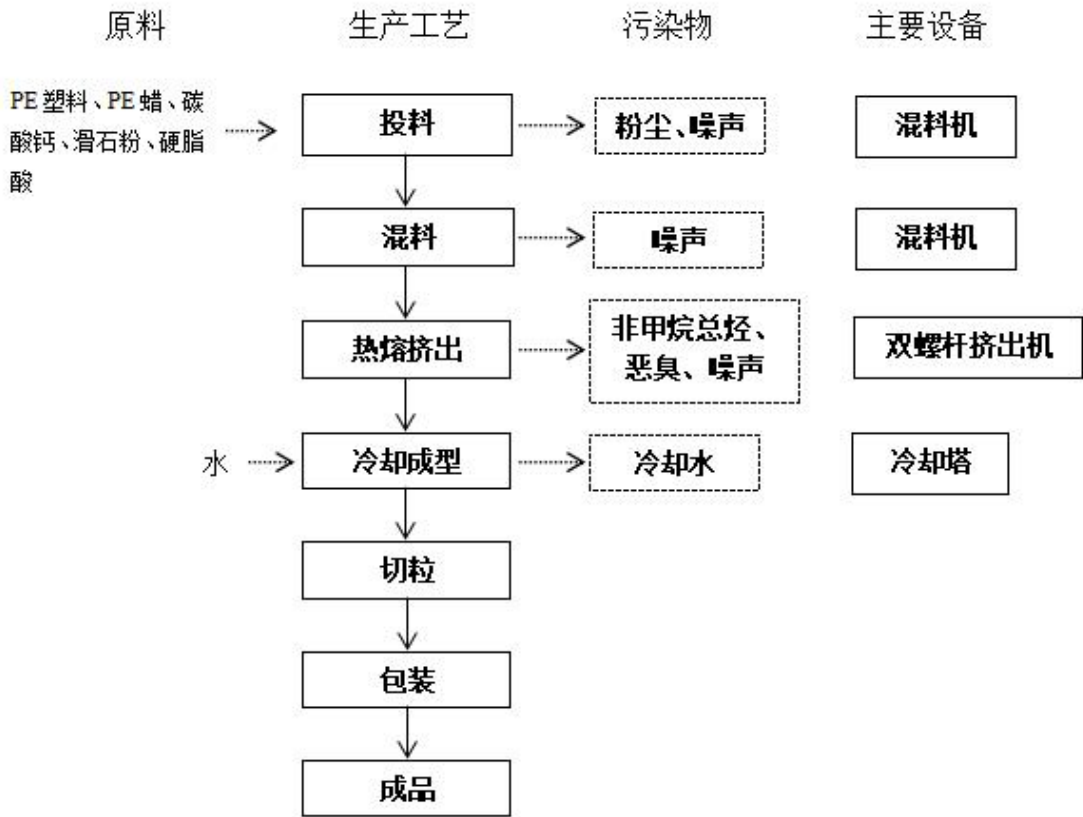 原料 生产工艺 污染物 主要设备
PE 塑料、PE 蜡、碳
酸钙、滑石粉、硬脂
酸
投料 粉尘、噪声 混料机
混料 噪声 混料机
热熔挤出 非甲烷总烃、
恶臭、噪声 双螺杆挤出机
水 冷却成型 冷却水 冷却塔
切粒
包装
成品